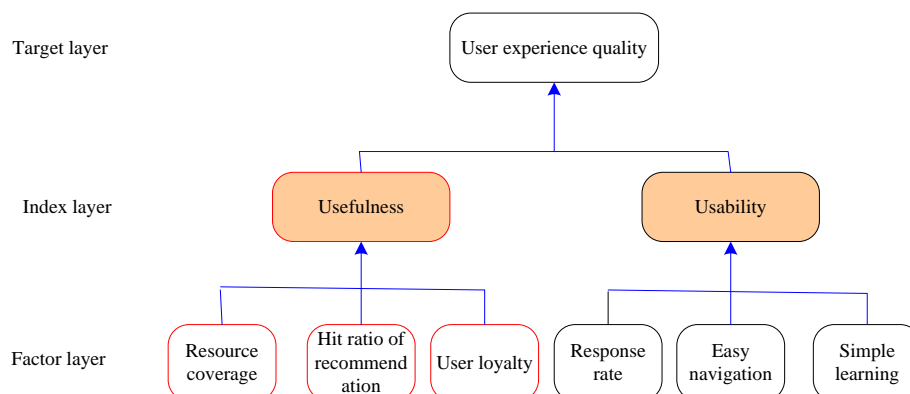 Target layer
User experience quality
Index layer
Usefulness
Usability
Factor layer
Resource
coverage
Hit ratio of
recommend
ation
User loyalty
Response
rate
Easy
navigation
Simple
learning